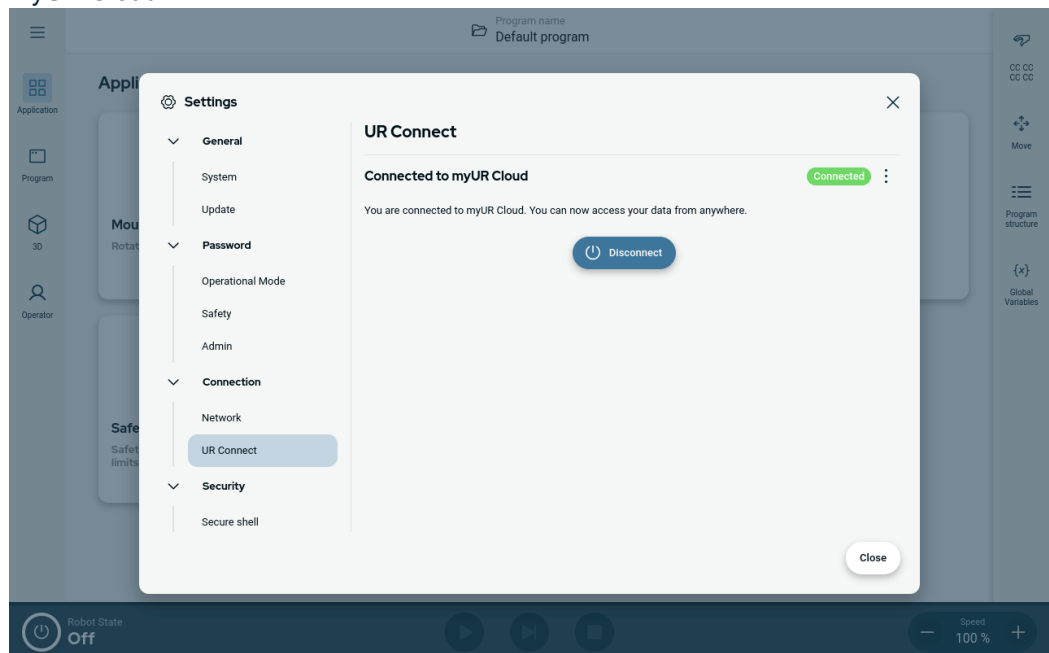 Program name
Default program
CC CC
CC CC
Application
Program
3D
Operator
Appli
Mou
Rotat
Safe
Safet
limits
Settings
General
System
Update
Password
Operational Mode
Safety
Admin
Connection
Network
UR Connect
Security
Secure shell
UR Connect
Connected to myUR Cloud
Connected
You are connected to myUR Cloud. You can now access your data from anywhere.
Disconnect
Close
Move
Program
structure
{x}
Global
Variables
Robot State
Off
Speed
100 %